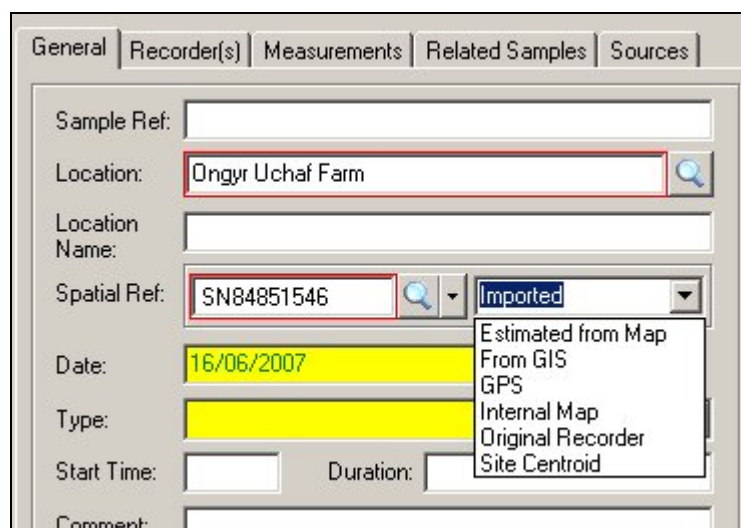 General Recorder(s) Measurements Related Samples Sources
Sample Ref:
Location: Ongyr Uchaf Farm
Location
Name:
Spatial Ref: SN84851546 Imported
Estimated from Map
From GIS
GPS
Internal Map
Original Recorder
Site Centroid
Date: 16/06/2007
Type:
Start Time: Duration:
Comment: